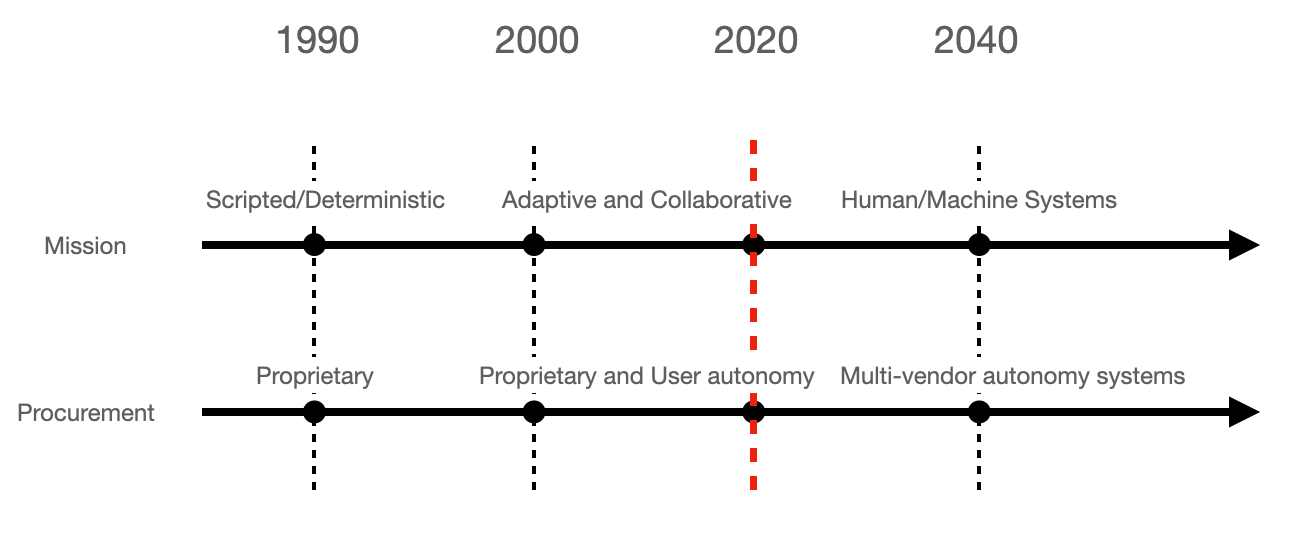 1990 2000 2020 2040
Scripted/Deterministic Adaptive and Collaborative Human/Machine Systems
Mission
Proprietary Proprietary and User autonomy Multi-vendor autonomy systems
Procurement